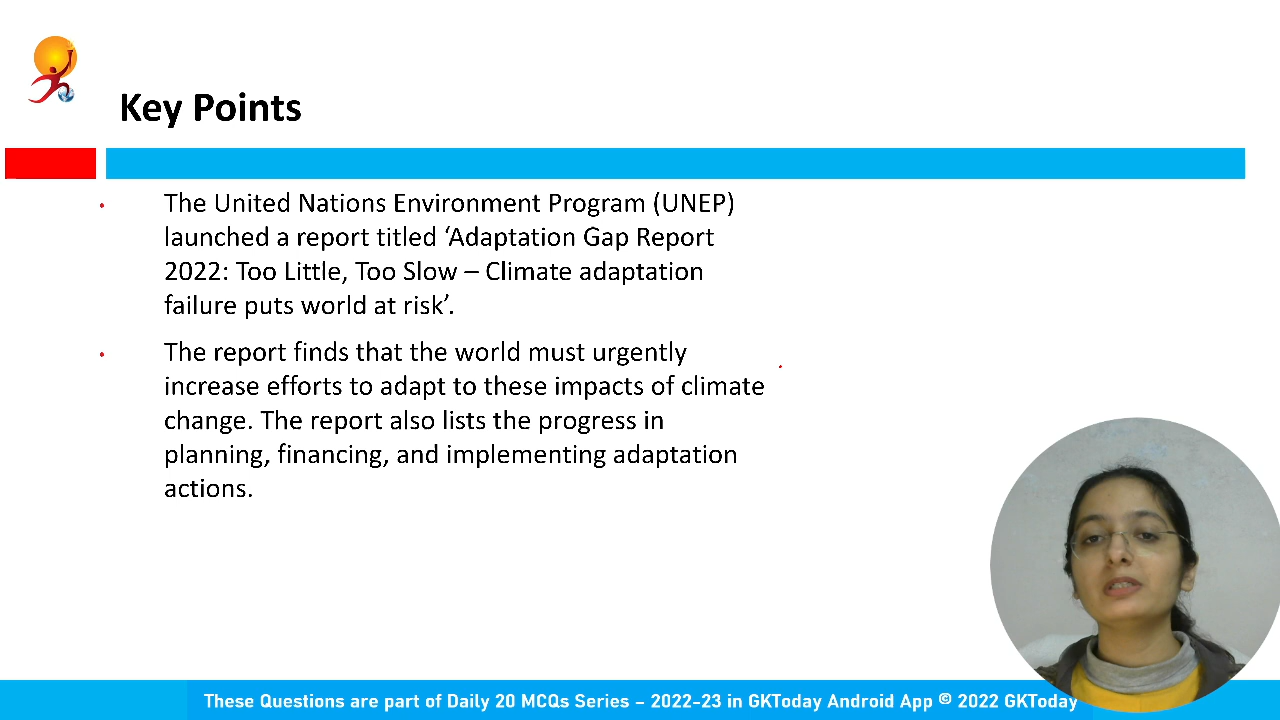 Key Points
• The United Nations Environment Program (UNEP)
launched a report titled ‘Adaptation Gap Report
2022: Too Little, Too Slow – Climate adaptation
failure puts world at risk’.
• The report finds that the world must urgently
increase efforts to adapt to these impacts of climate
change. The report also lists the progress in
planning, financing, and implementing adaptation
actions.
These Questions are part of Daily 20 MCQs Series – 2022-23 in GKToday Android App © 2022 GKToday